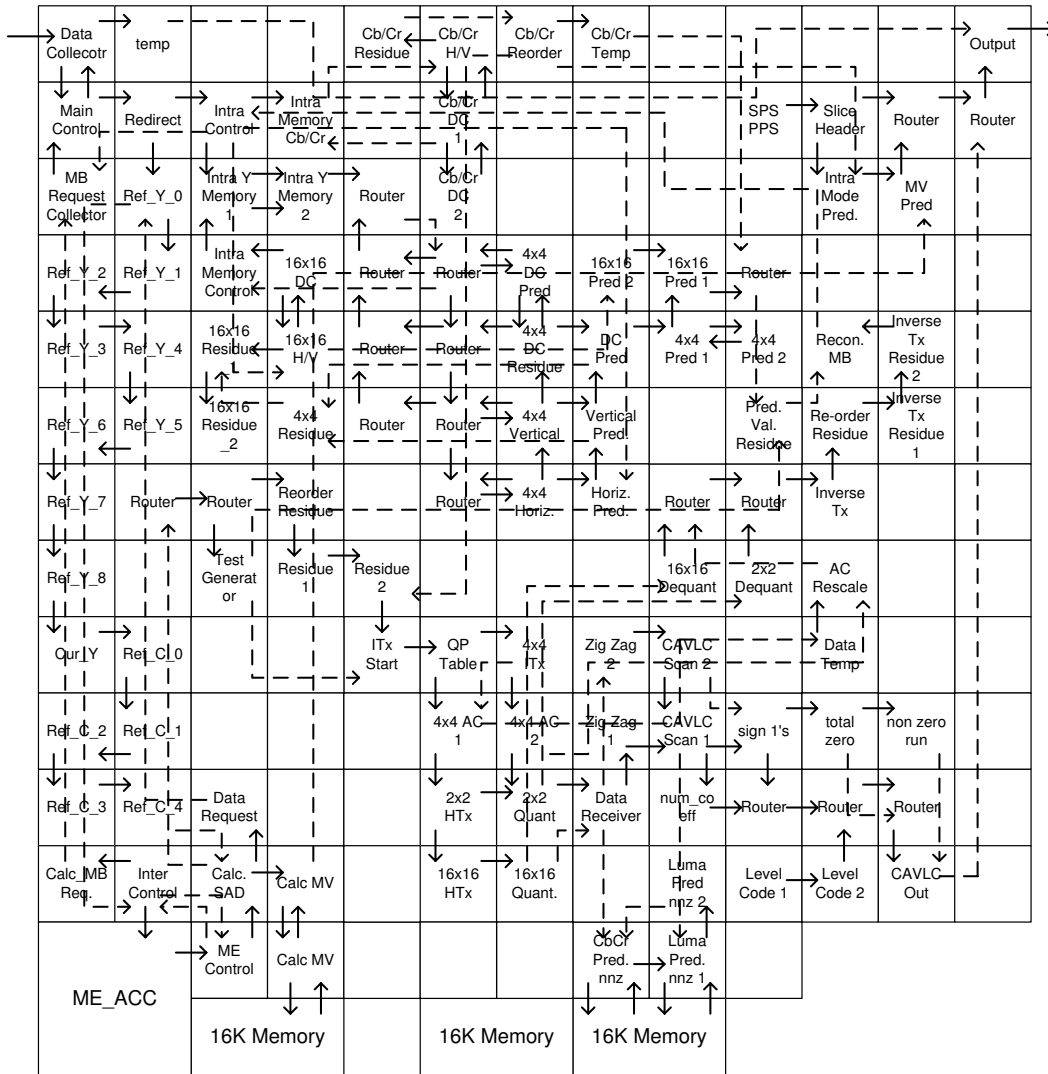 Data
Collecotr
temp
Cb/Cr
Residue
Cb/Cr
H/V
Cb/Cr
Reorder
Cb/Cr
Temp
Output
Main
Control
Redirect
Intra
Control
Intra
Memory
Cb/Cr
Cb/Cr
DC
1
SPS
PPS
Slice
Header
Router
Router
MB
Request
Collector
Ref_Y_0
Intra Y
Memory
1
Intra Y
Memory
2
Router
Cb/Cr
DC
2
Intra
Mode
Pred.
MV
Pred
Ref_Y_2
Ref_Y_1
Intra
Memory
Control
16x16
DC
Router
Router
4x4
DC
Pred
16x16
Pred 2
16x16
Pred 1
Router
Ref_Y_3
Ref_Y_4
16x16
Residue
_1
16x16
H/V
Router
Router
4x4
DC
Residue
DC
Pred
4x4
Pred 1
4x4
Pred 2
Recon.
MB
Inverse
Tx
Residue
2
Ref_Y_6
Ref_Y_5
16x16
Residue
_2
4x4
Residue
Router
Router
4x4
Vertical
Vertical
Pred.
Pred.
Val.
Residue
Re-order
Residue
Inverse
Tx
Residue
1
Ref_Y_7
Router
Router
Reorder
Residue
Router
4x4
Horiz.
Horiz.
Pred.
Router
Router
Inverse
Tx
Ref_Y_8
Test
Generat
or
Residue
1
Residue
2
16x16
Dequant
2x2
Dequant
AC
Rescale
Cur_Y
Ref_C_0
ITx
Start
QP
Table
4x4
ITx
Zig Zag
2
CAVLC
Scan 2
Data
Temp
Ref_C_2
Ref_C_1
4x4 AC
1
4x4 AC
2
Zig Zag
1
CAVLC
Scan 1
sign 1's
total
zero
non zero
run
Ref_C_3
Ref_C_4
Data
Request
2x2
HTx
2x2
Quant
Data
Receiver
num_co
eff
Router
Router
Router
Calc_MB
Req.
Inter
Control
Calc.
SAD
Calc MV
16x16
HTx
16x16
Quant.
Luma
Pred
nnz 2
Level
Code 1
Level
Code 2
CAVLC
Out
ME
Control
Calc MV
CbCr
Pred.
nnz
Luma
Pred.
nnz 1
ME_ACC
16K Memory
16K Memory
16K Memory